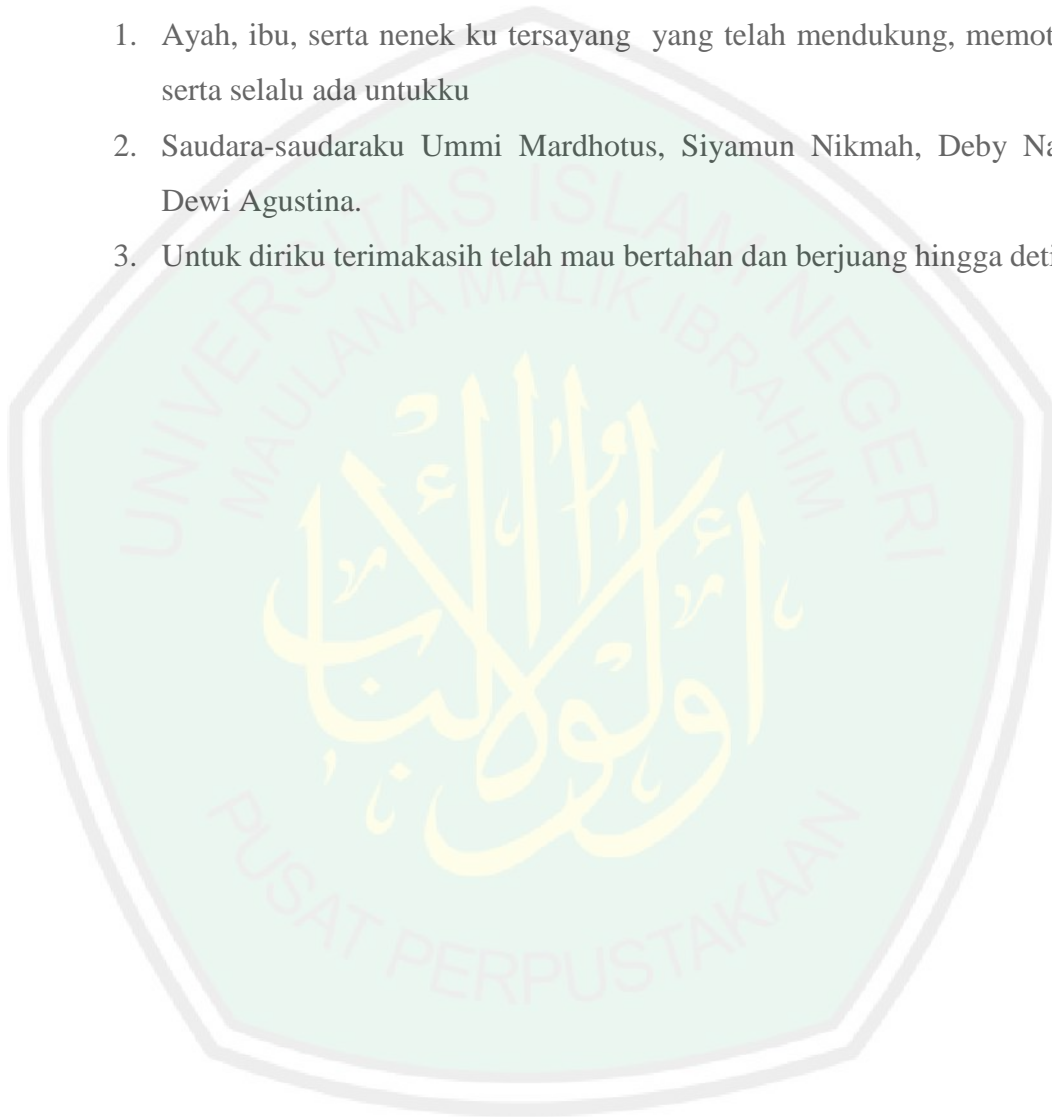 1. Ayah, ibu, serta nenek ku tersayang yang telah mendukung,
serta selalu ada untukku
2. Saudara-saudaraku Ummi Mardhotus, Siyamun Nikmah, Deby
Dewi Agustina.
3. Untuk diriku terimakasih telah mau bertahan dan berjuang hingga
UNIVERSITAS ISLAM NEGERI
MAULANA MALIK IBRAHIM
أولوا الألباب
PUSAT PERPUSTAKAAN